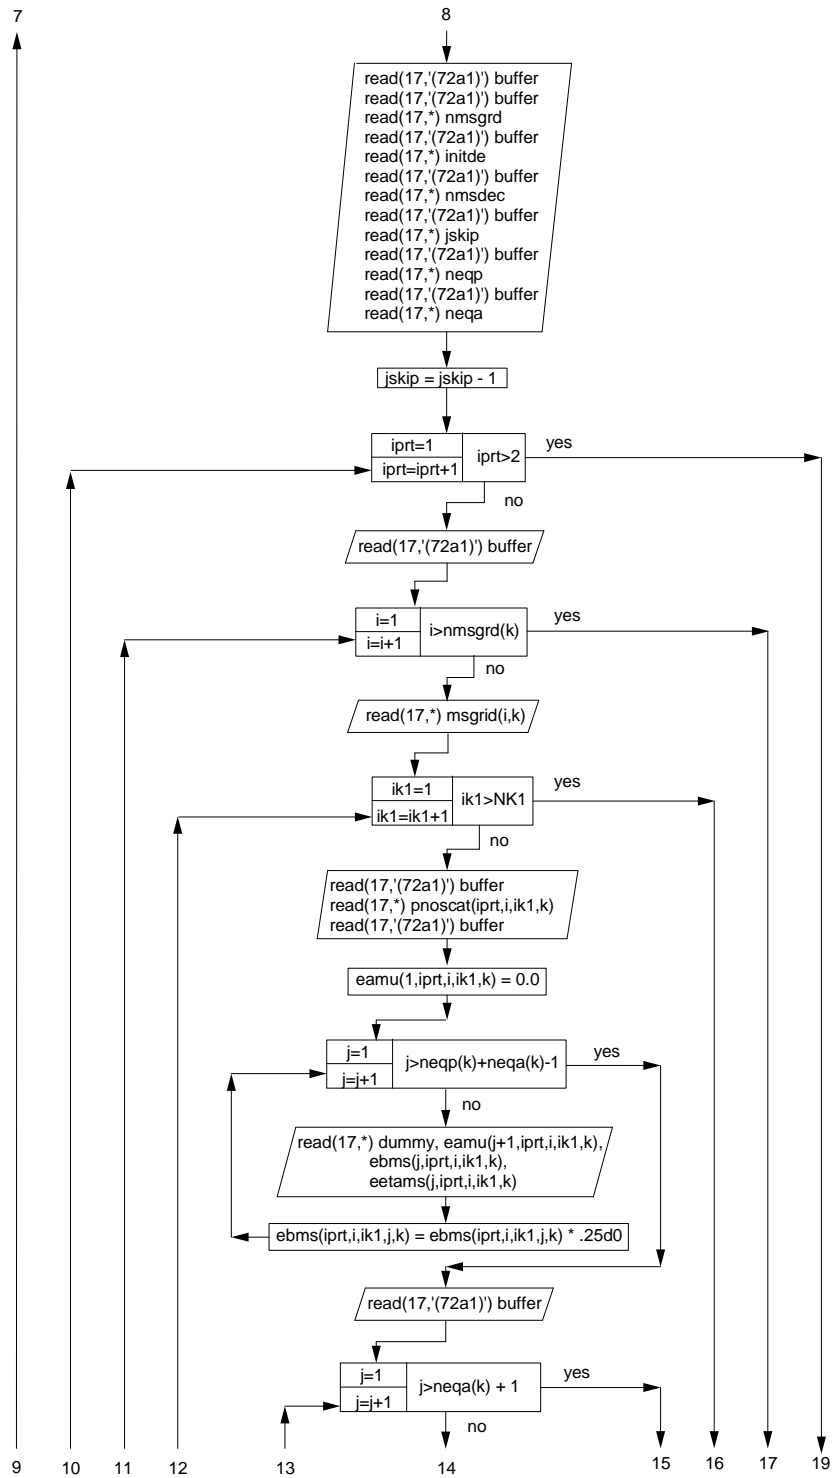 7
8
read(17,'(72a1)') buffer
read(17,'(72a1)') buffer
read(17,*) nmsgrd
read(17,'(72a1)') buffer
read(17,*) initde
read(17,'(72a1)') buffer
read(17,*) nmsdec
read(17,'(72a1)') buffer
read(17,*) jskip
read(17,'(72a1)') buffer
read(17,*) neqp
read(17,'(72a1)') buffer
read(17,*) neqa
jskip = jskip - 1
iprt=1
iprt=iprt+1
iprt>2
yes
no
read(17,'(72a1)') buffer
i=1
i=i+1
i>nmsgrd(k)
yes
no
read(17,*) msgrid(i,k)
ik1=1
ik1=ik1+1
ik1>NK1
yes
no
read(17,'(72a1)') buffer
read(17,*) pnoscat(iprt,i,ik1,k)
read(17,'(72a1)') buffer
eamu(1,iprt,i,ik1,k) = 0.0
j=1
j=j+1
j>neqp(k)+neqa(k)-1
yes
no
read(17,*) dummy, eamu(j+1,iprt,i,ik1,k),
ebms(j,iprt,i,ik1,k),
eetams(j,iprt,i,ik1,k)
ebms(iprt,i,ik1,j,k) = ebms(iprt,i,ik1,j,k) * .25d0
read(17,'(72a1)') buffer
j=1
j=j+1
j>neqa(k) + 1
yes
no
9
10
11
12
13
14
15
16
17
19